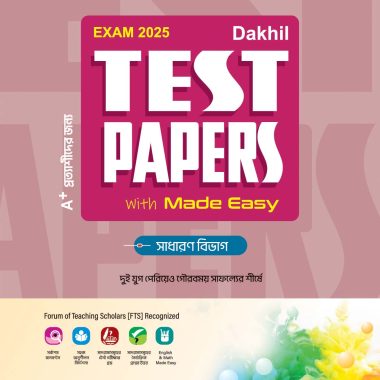 EXAM 2025
Dakhil
TEST
PAPERS
with Made Easy
A+ প্রত্যাশীদের জন্য
সাধারণ বিভাগ
দুই যুগ পেরিয়েও গৌরবময় সাফল্যের শীর্ষে
Forum of Teaching Scholars [FTS] Recognized
English
& Math
Made Easy